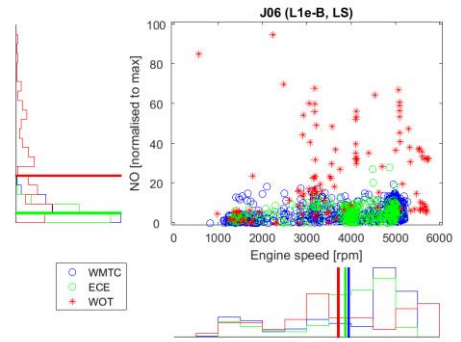 J06 (L1e-B, LS)
100
80
60
40
20
0
NO [normalised to max]
0 1000 2000 3000 4000 5000 6000
Engine speed [rpm]
WMTC
ECE
WOT